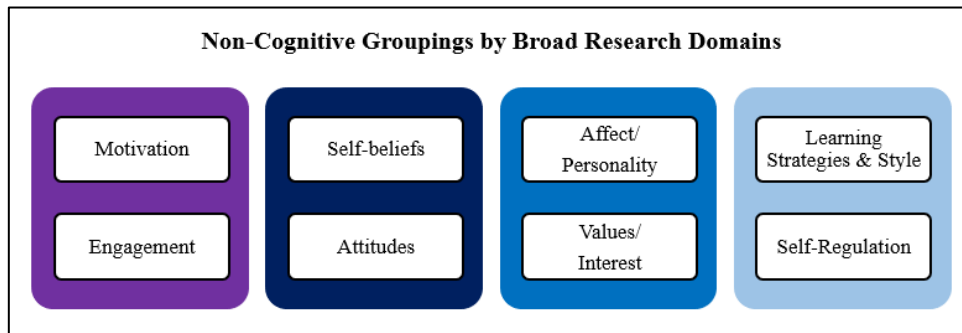 Non-Cognitive Groupings by Broad Research Domains
Motivation
Engagement
Self-beliefs
Attitudes
Affect/
Personality
Values/
Interest
Learning
Strategies & Style
Self-Regulation